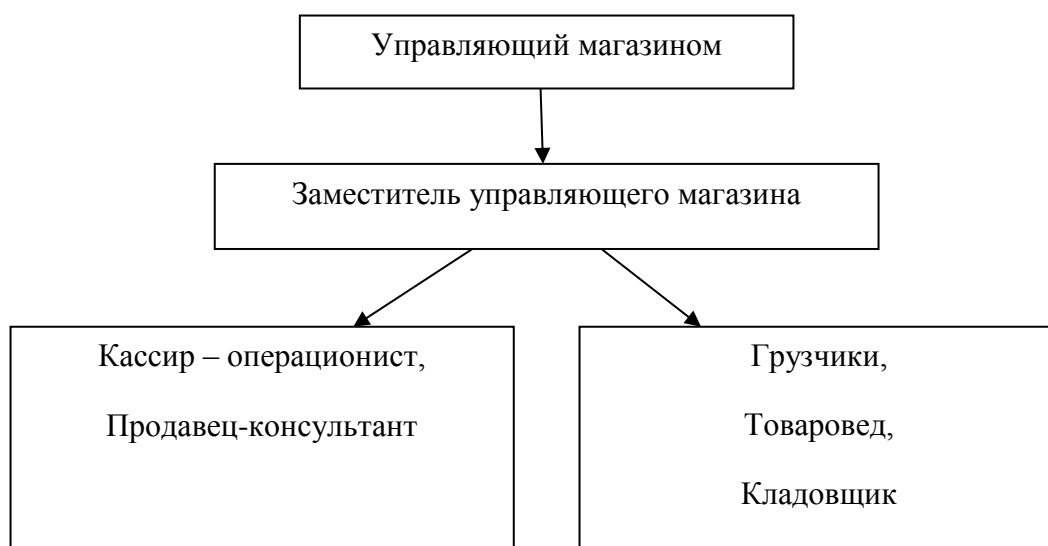 Управляющий магазином
Заместитель управляющего магазина
Кассир – операционист,
Продавец-консультант
Грузчики,
Товаровед,
Кладовщик